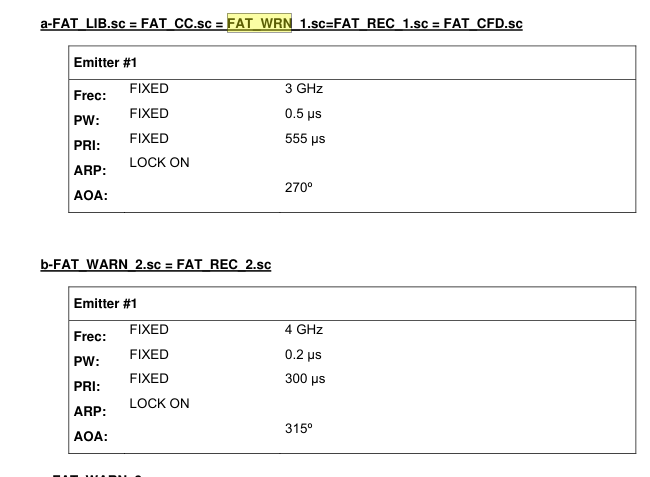 a-FAT_LIB.sc = FAT_CC.sc = FAT_WRN_1.sc=FAT_REC_1.sc = FAT_CFD.sc
Emitter #1
Frec: FIXED 3 GHz
PW: FIXED 0.5 µs
PRI: FIXED 555 µs
ARP: LOCK ON
AOA: 270º
b-FAT_WARN_2.sc = FAT_REC_2.sc
Emitter #1
Frec: FIXED 4 GHz
PW: FIXED 0.2 µs
PRI: FIXED 300 µs
ARP: LOCK ON
AOA: 315º